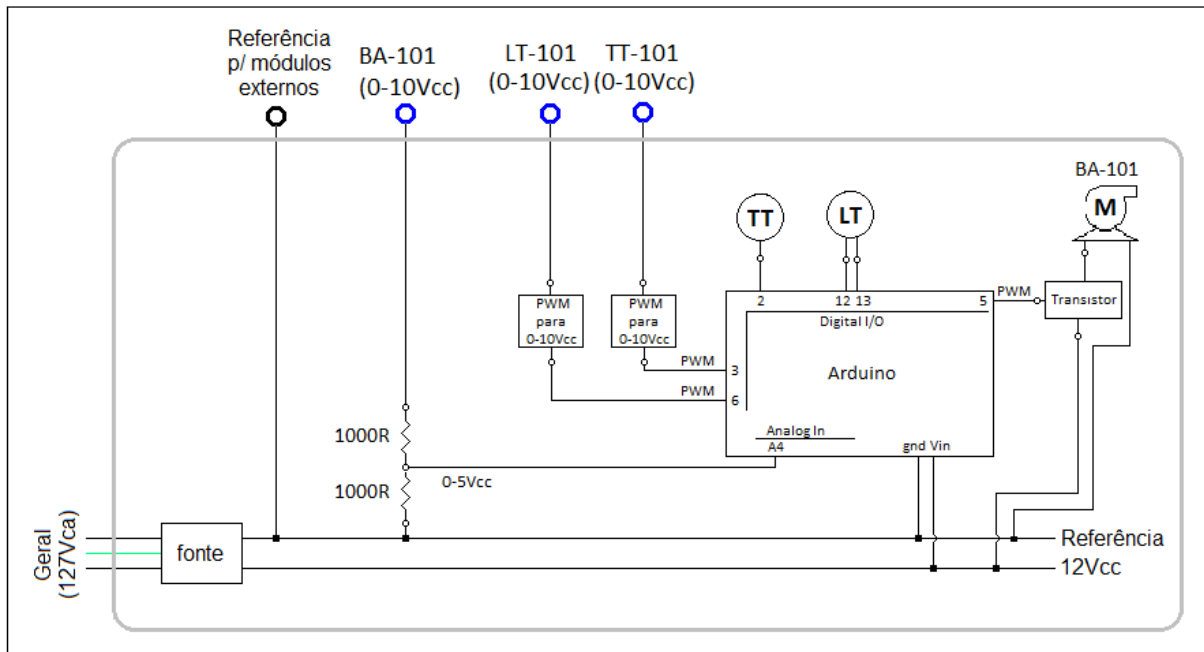 Referência
p/ módulos
externos
BA-101
(0-10Vcc)
LT-101
(0-10Vcc)
TT-101
(0-10Vcc)
BA-101
M
TT
LT
PWM
para
0-10Vcc
PWM
para
0-10Vcc
2
12 13
5
PWM
Transistor
Digital I/O
PWM
3
Arduino
PWM
6
1000R
Analog In
A4
gnd Vin
0-5Vcc
1000R
Geral
(127Vca)
fonte
Referência
12Vcc